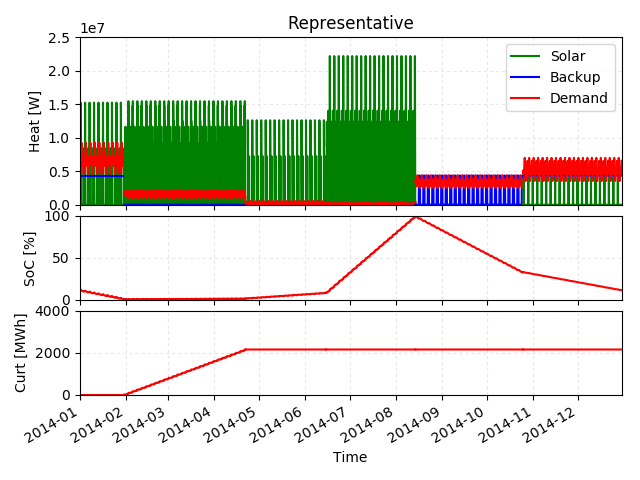 Representative
1e7
2.5
2.0
1.5
1.0
0.5
0.0
Heat [W]
Solar
Backup
Demand
100
50
0
SoC [%]
4000
2000
0
Curt [MWh]
2014-01
2014-02
2014-03
2014-04
2014-05
2014-06
2014-07
2014-08
2014-09
2014-10
2014-11
2014-12
Time